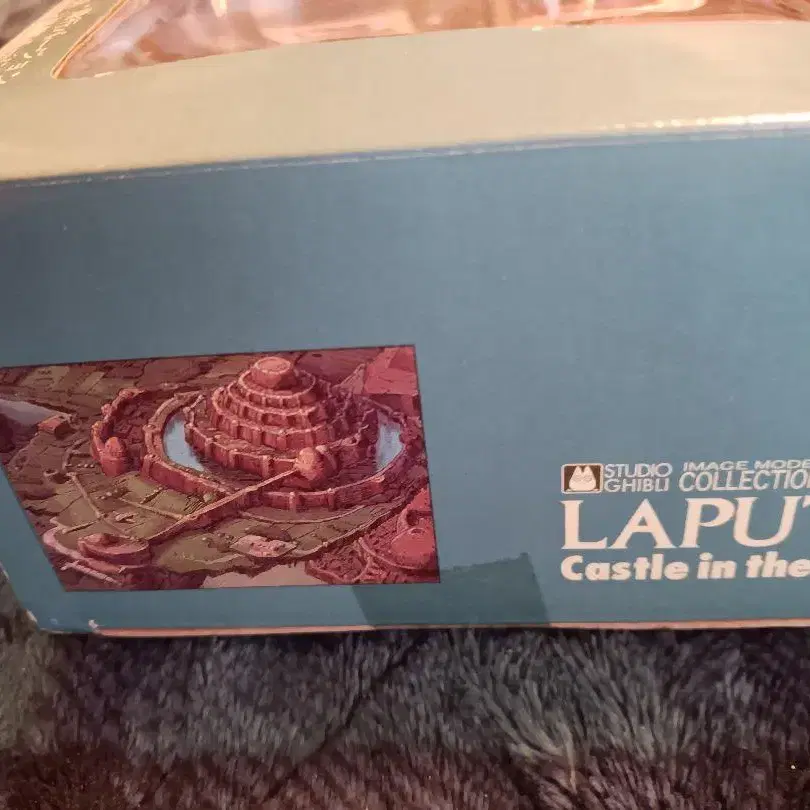 STUDIO GHIBLI
IMAGE MODE
COLLECTIO
LAPU
Castle in the